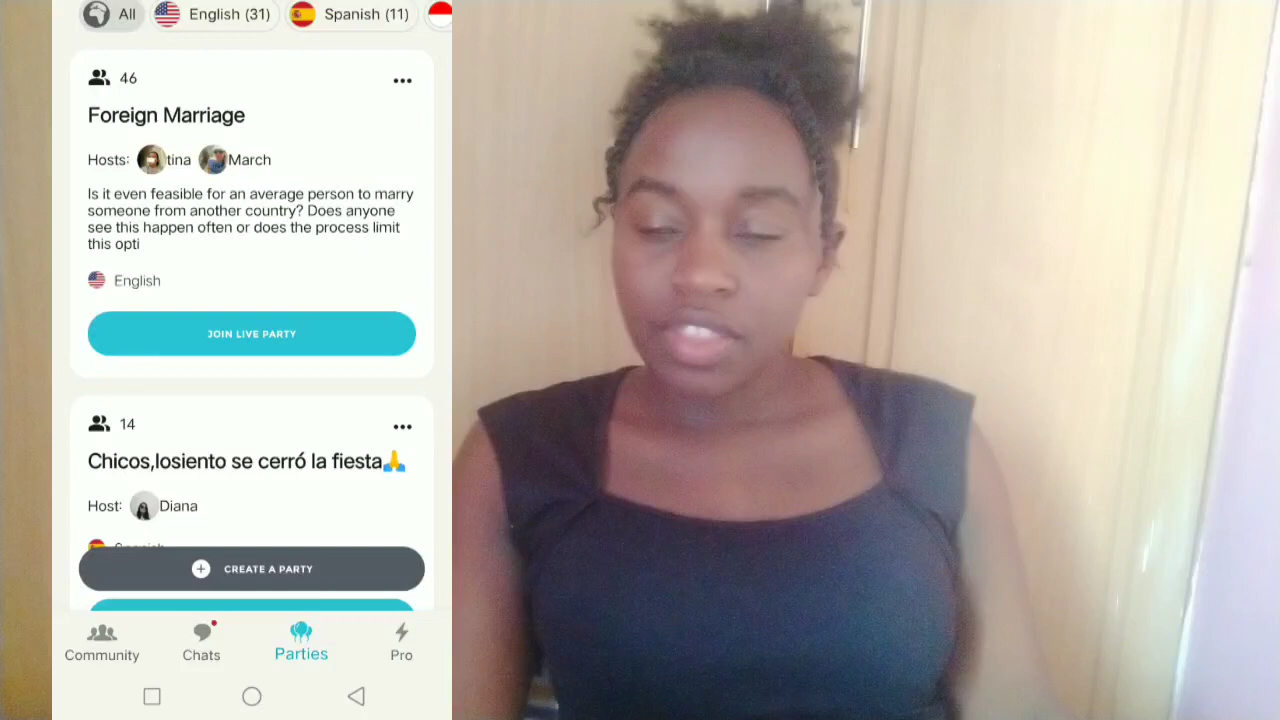 All English (31) Spanish (11)
46
Foreign Marriage
Hosts: tina March
Is it even feasible for an average person to marry
someone from another country? Does anyone
see this happen often or does the process limit
this opti
English
JOIN LIVE PARTY
14
Chicos,losiento se cerró la fiesta🙏
Host: Diana
Spanish
CREATE A PARTY
Community Chats Parties Pro